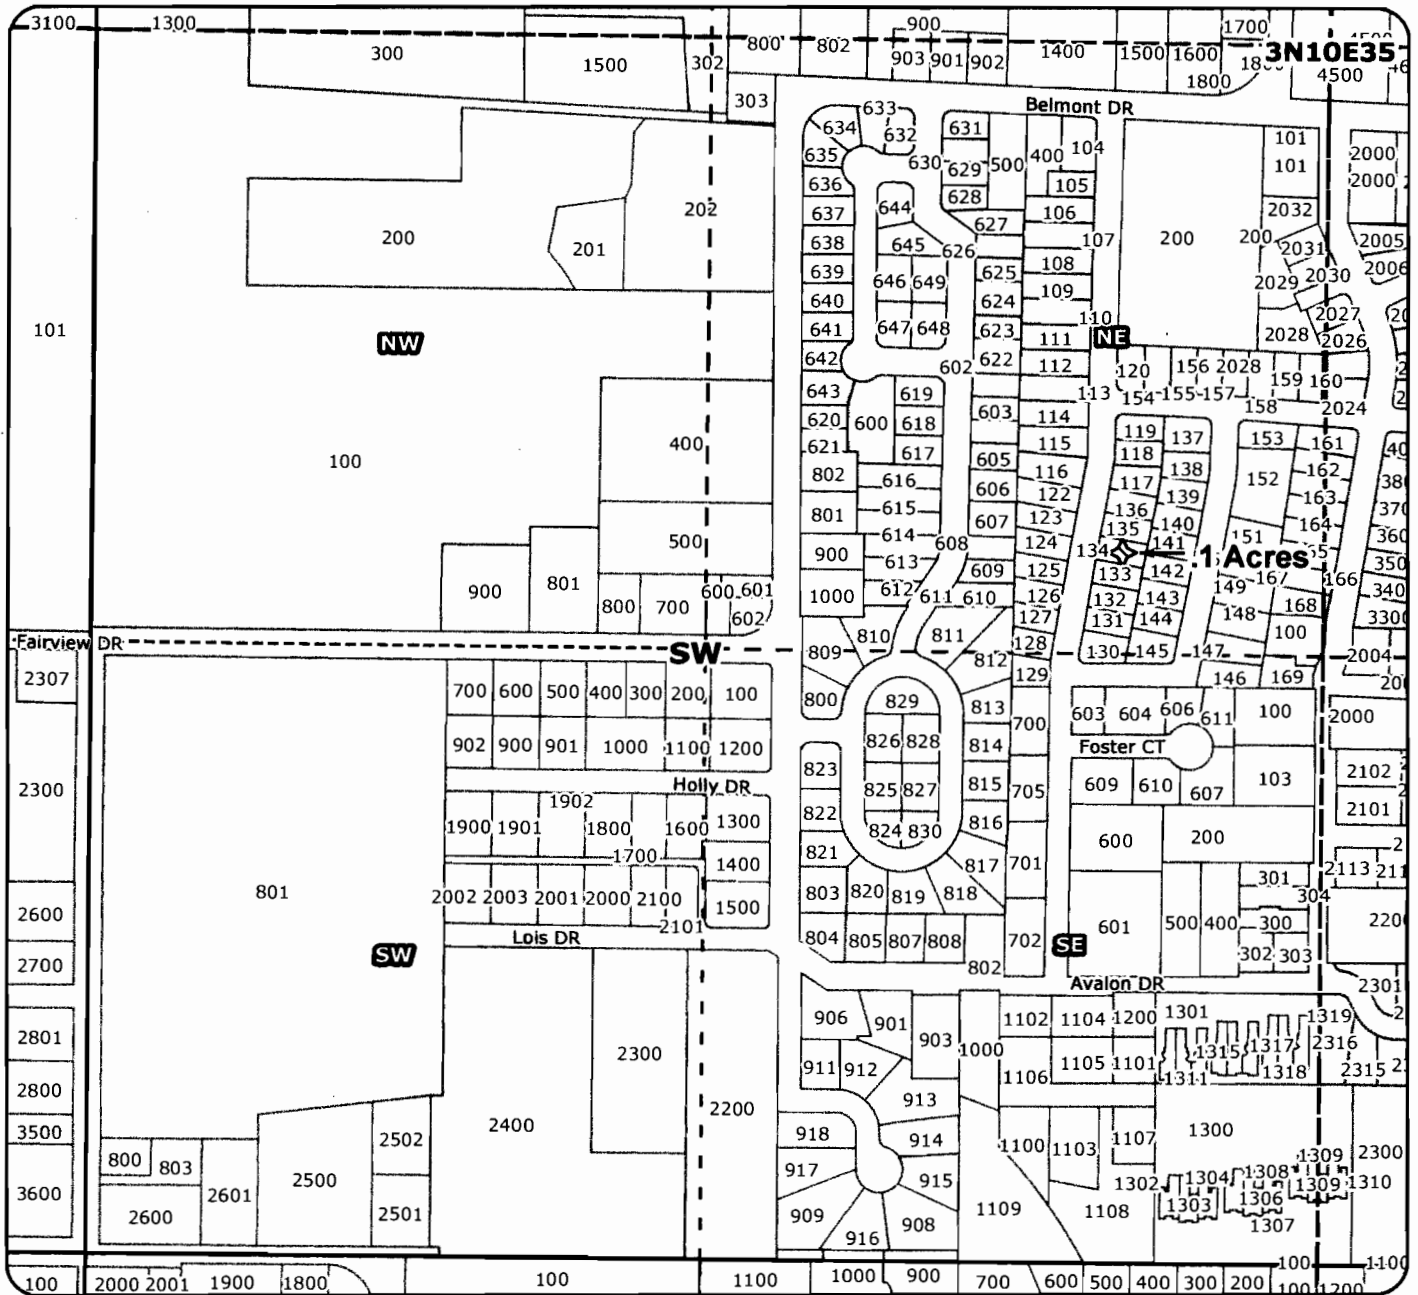 3100 1300 900 1700
300 1500 302 800 802 903 901 902 1400 1500 1600 1800 3N10E35
4500
303 Belmont DR
633 634 632 631 104 101
635 630 629 500 400 101 2000
636 628 105 2000
637 644 627 106 2032
202 200 201
638 645 626 107 200 200 2031 2005
639 646 649 625 108 2029 2030 2006
640 624 109 2027
101 641 647 648 623 110 2028 2026
NW NE
642 602 622 111 112 120 156 2028 159 160
643 619 603 113 154 155 157 158 2024
620 600 618 114 119 137 153 161
400 621 617 605 115 118 138 152 162
100 802 616 606 116 117 139 163
801 615 607 122 136 140 164
500 614 608 123 135 141 151
900 613 609 124 134 .1 Acres
900 801 800 700 600 601 602 1000 612 611 610 125 133 142 149 167 166 350
126 132 143 148 168 340
127 131 144 100 3300
Fairview DR SW 810 811 128 130 145 147 2004
2307 809 812 129 146 169
700 600 500 400 300 200 100 800 829 813 700 603 604 606 611 100 2000
902 900 901 1000 1100 1200 826 828 814 Foster CT
2300 Holly DR 823 825 827 815 705 609 610 607 103 2102
1902 2101
1900 1901 1800 1600 1300 822 824 830 816 600 200
1700 1400 821 817 701 2113
801 301 304
2600 2002 2003 2001 2000 2100 1500 803 820 819 818 601 500 400 300
2101
Lois DR 804 805 807 808 702 SE 302 303
2700 SW 802 Avalon DR 2301
906 901 903 1102 1104 1200 1301 1319
2801 2300 1000 1315 1317 2316
911 912 1106 1105 1101 1311 1318 2315
2800 2200 913
3500 2502 2400 918 914 1100 1103 1107 1300 2300
800 803 917 915 1302 1304 1308 1309 1310
3600 2601 2500 1109 1108 1303 1306 1309
2600 2501 909 916 908 1307
100 1100
100 2000 2001 1900 1800 100 1100 1000 900 700 600 500 300 200 100 1200